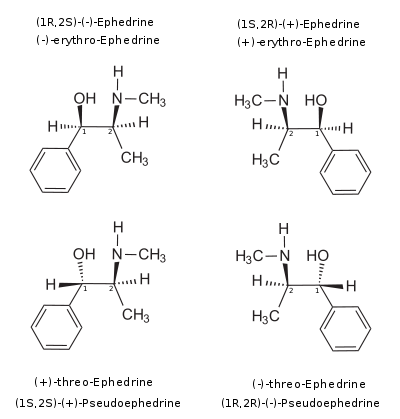 (1R,2S)-(-)-Ephedrine
(-)-erythro-Ephedrine
(1S,2R)-(+)-Ephedrine
(+)-erythro-Ephedrine
H
OH N CH3
H 1 2 H
CH3
H
H3C N HO
H 2 1 H
H3C
H
OH N CH3
H 1 2 H
CH3
H
H3C N HO
H 2 1 H
H3C
(+)-threo-Ephedrine
(1S,2S)-(+)-Pseudoephedrine
(-)-threo-Ephedrine
(1R,2R)-(-)-Pseudoephedrine